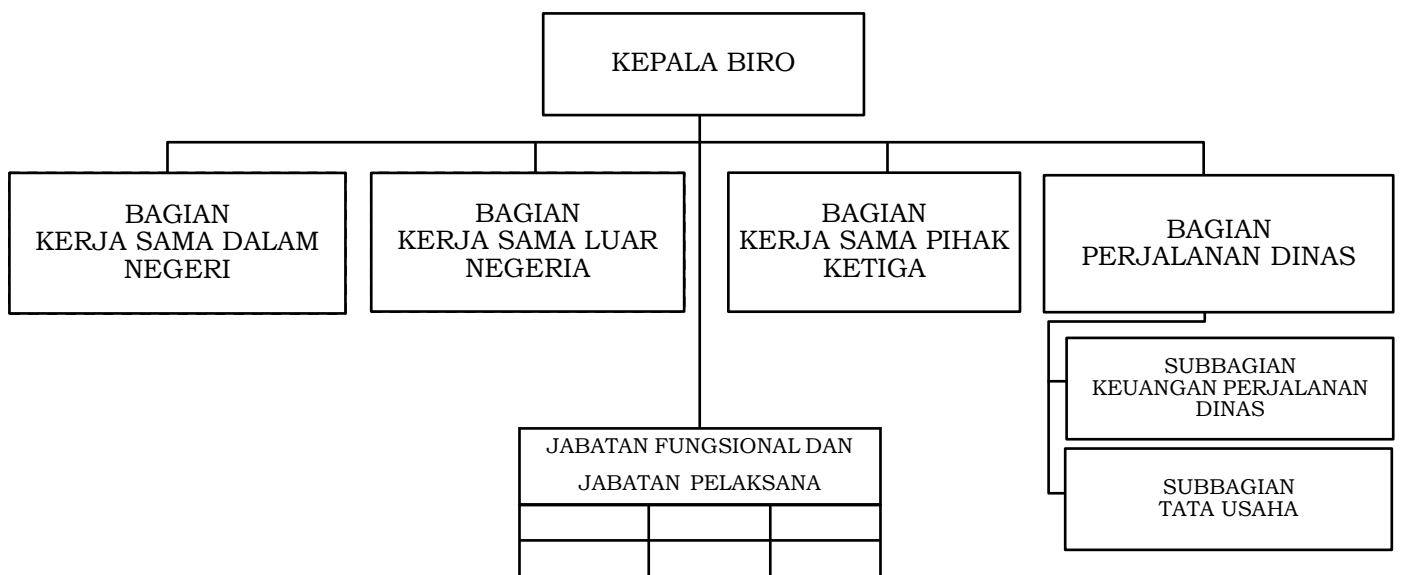 KEPALA BIRO
BAGIAN
KERJA SAMA DALAM
NEGERI
BAGIAN
KERJA SAMA LUAR
NEGERIA
BAGIAN
KERJA SAMA PIHAK
KETIGA
BAGIAN
PERJALANAN DINAS
SUBBAGIAN
KEUANGAN PERJALANAN
DINAS
SUBBAGIAN
TATA USAHA
JABATAN FUNGSIONAL DAN
JABATAN PELAKSANA